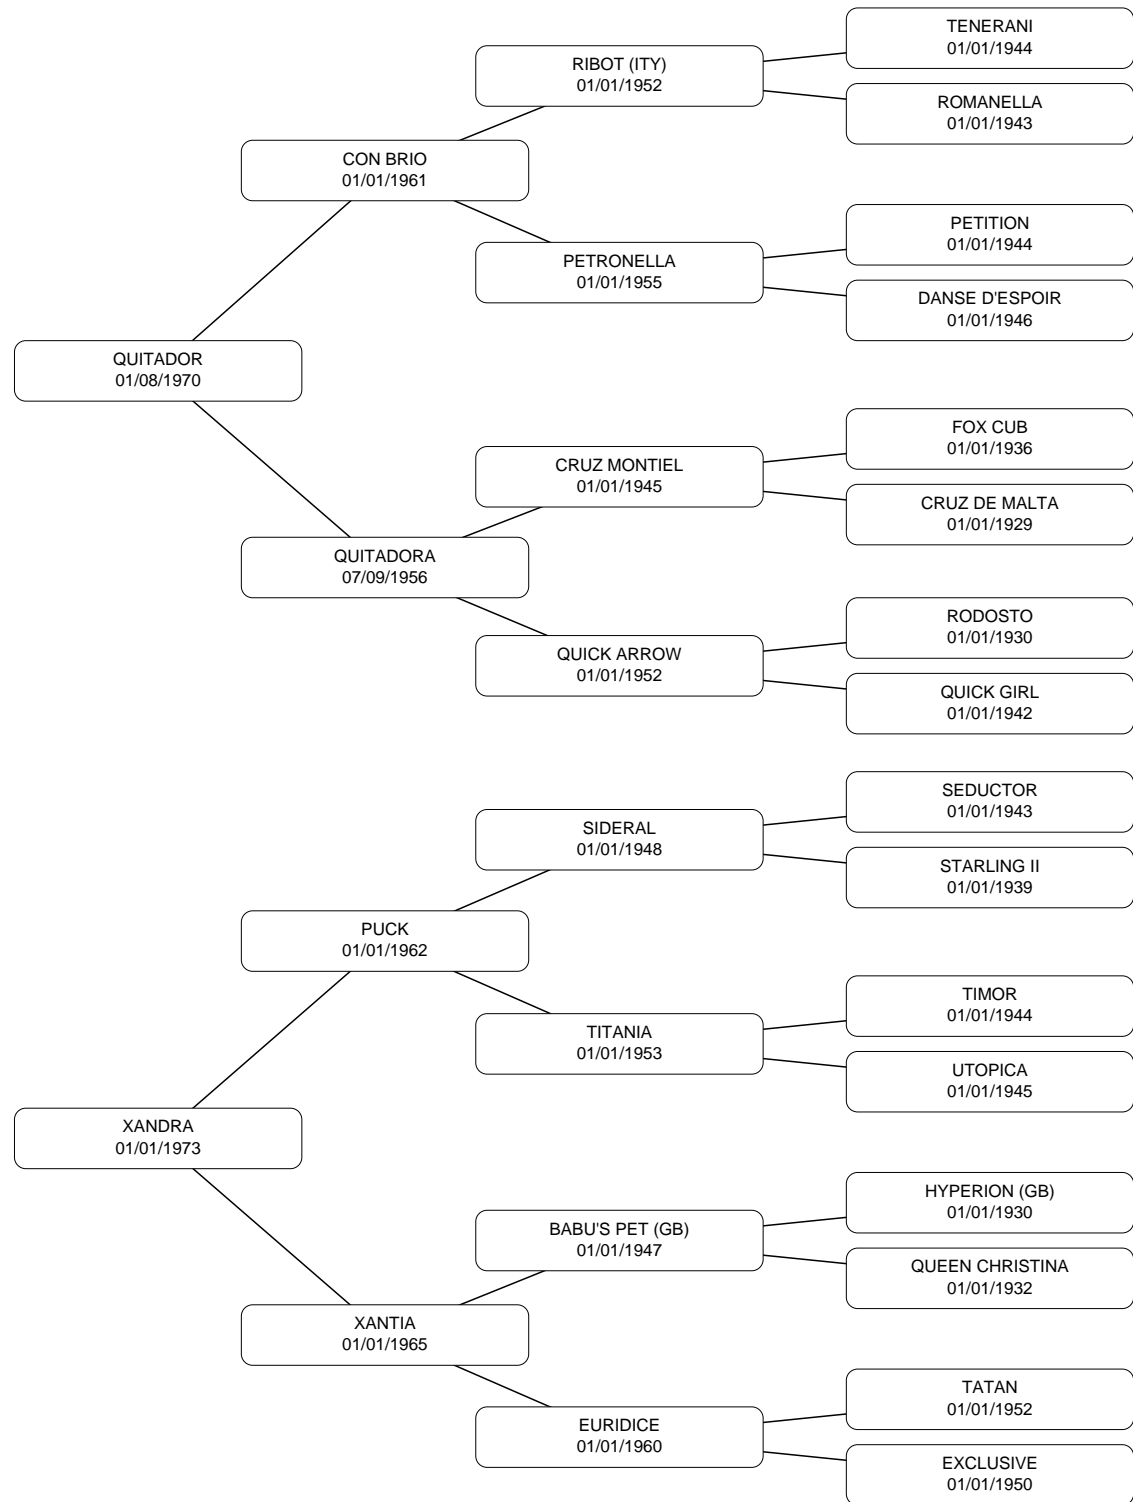 TENERANI
01/01/1944
RIBOT (ITY)
01/01/1952
ROMANELLA
01/01/1943
CON BRIO
01/01/1961
PETITION
01/01/1944
PETRONELLA
01/01/1955
DANSE D'ESPOIR
01/01/1946
QUITADOR
01/08/1970
FOX CUB
01/01/1936
CRUZ MONTIEL
01/01/1945
CRUZ DE MALTA
01/01/1929
QUITADORA
07/09/1956
RODOSTO
01/01/1930
QUICK ARROW
01/01/1952
QUICK GIRL
01/01/1942
SEDUCTOR
01/01/1943
SIDERAL
01/01/1948
STARLING II
01/01/1939
PUCK
01/01/1962
TIMOR
01/01/1944
TITANIA
01/01/1953
UTOPICA
01/01/1945
XANDRA
01/01/1973
HYPERION (GB)
01/01/1930
BABU'S PET (GB)
01/01/1947
QUEEN CHRISTINA
01/01/1932
XANTIA
01/01/1965
TATAN
01/01/1952
EURIDICE
01/01/1960
EXCLUSIVE
01/01/1950